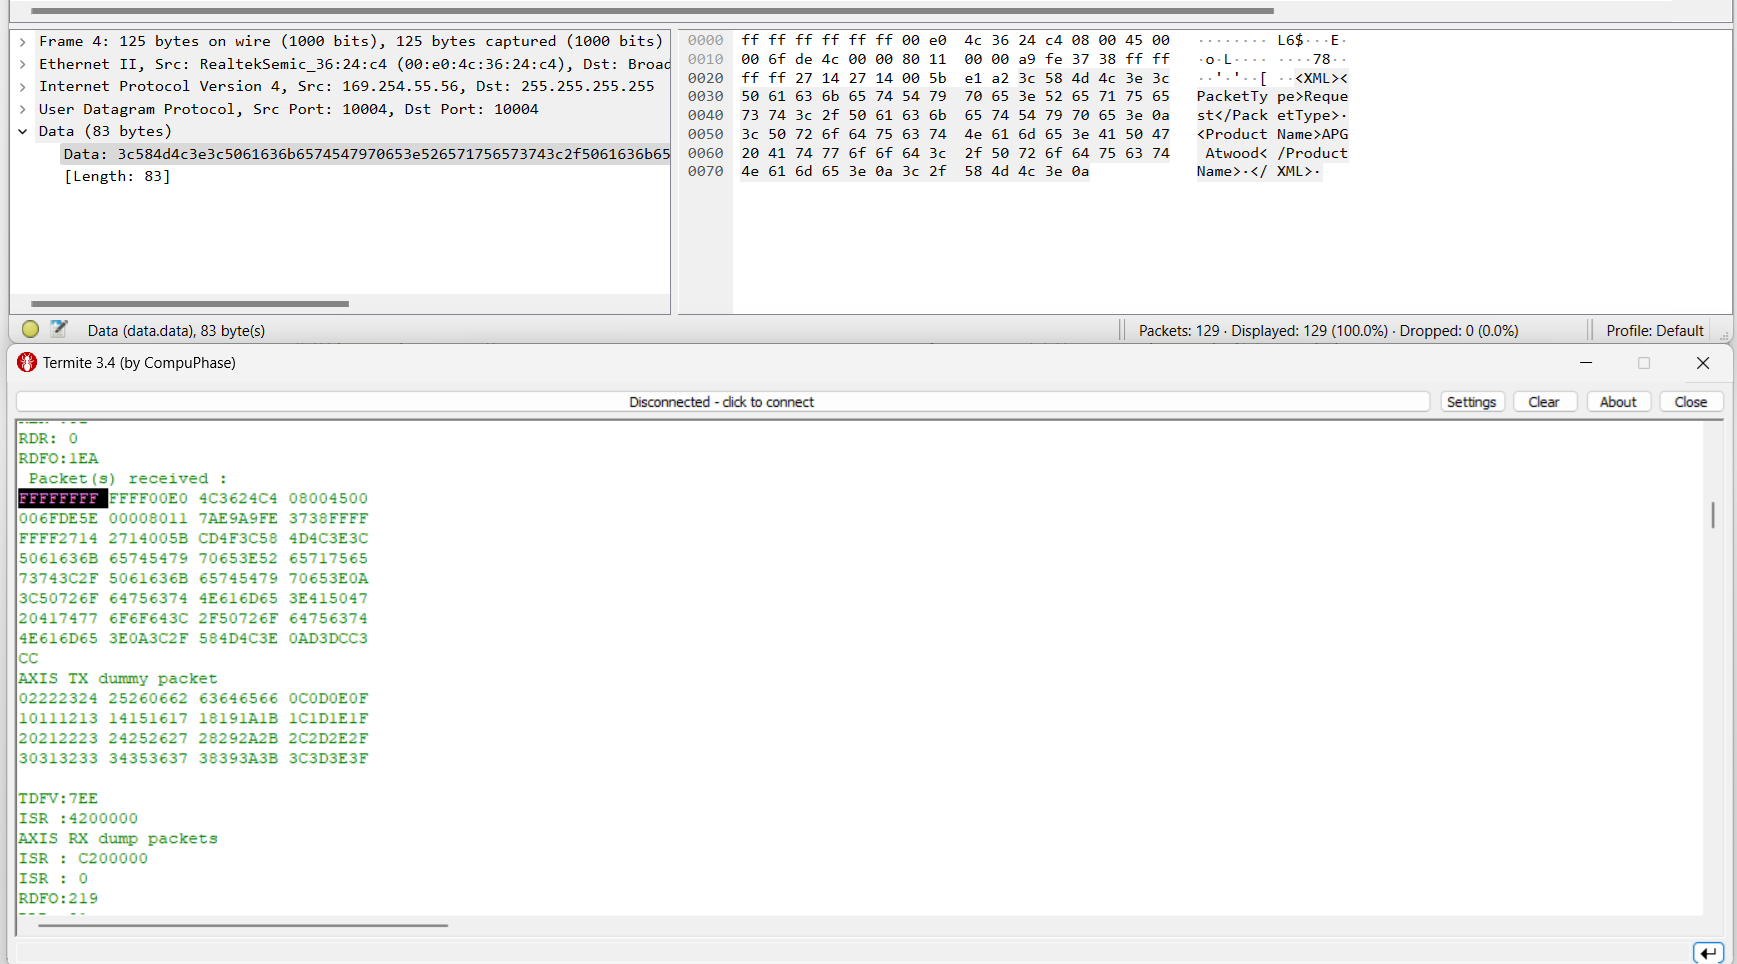 Frame 4: 125 bytes on wire (1000 bits), 125 bytes captured (1000 bits)
Ethernet II, Src: RealtekSemic_36:24:c4 (00:e0:4c:36:24:c4), Dst: Broad
Internet Protocol Version 4, Src: 169.254.55.56, Dst: 255.255.255.255
User Datagram Protocol, Src Port: 10004, Dst Port: 10004
Data (83 bytes)
Data: 3c584d4c3e3c5061636b6574547970653e526571756573743c2f5061636b65
[Length: 83]
0000 ff ff ff ff ff ff 00 e0 4c 36 24 c4 08 00 45 00 ········ L6$···E·
0010 00 6f de 4c 00 00 80 11 00 00 a9 fe 37 38 ff ff ·o·L···· ····78··
0020 ff ff 27 14 27 14 00 5b e1 a2 3c 58 4d 4c 3e 3c ··'·'··[ ··<XML><
0030 50 61 63 6b 65 74 54 79 70 65 3e 52 65 71 75 65 PacketTy pe>Reque
0040 73 74 3c 2f 50 61 63 6b 65 74 54 79 70 65 3e 0a st</Pack etType>·
0050 3c 50 72 6f 64 75 63 74 4e 61 6d 65 3e 41 50 47 <Product Name>APG
0060 20 41 74 77 6f 6f 64 3c 2f 50 72 6f 64 75 63 74 Atwood< /Product
0070 4e 61 6d 65 3e 0a 3c 2f 58 4d 4c 3e 0a Name>·</ XML>·
Data (data.data), 83 byte(s)
Packets: 129 · Displayed: 129 (100.0%) · Dropped: 0 (0.0%)
Profile: Default
Termite 3.4 (by CompuPhase)
Disconnected - click to connect
Settings
Clear
About
Close
RDR: 0
RDFO:1EA
Packet(s) received :
FFFFFFFF FFFF00E0 4C3624C4 08004500
006FDE5E 00008011 7AE9A9FE 3738FFFF
FFFF2714 2714005B CD4F3C58 4D4C3E3C
5061636B 65745479 70653E52 65717565
73743C2F 5061636B 65745479 70653E0A
3C50726F 64756374 4E616D65 3E415047
20417477 6F6F643C 2F50726F 64756374
4E616D65 3E0A3C2F 584D4C3E 0AD3DCC3
CC
AXIS TX dummy packet
02222324 25260662 63646566 0C0D0E0F
10111213 14151617 18191A1B 1C1D1E1F
20212223 24252627 28292A2B 2C2D2E2F
30313233 34353637 38393A3B 3C3D3E3F
TDFV:7EE
ISR :4200000
AXIS RX dump packets
ISR : C200000
ISR : 0
RDFO:219